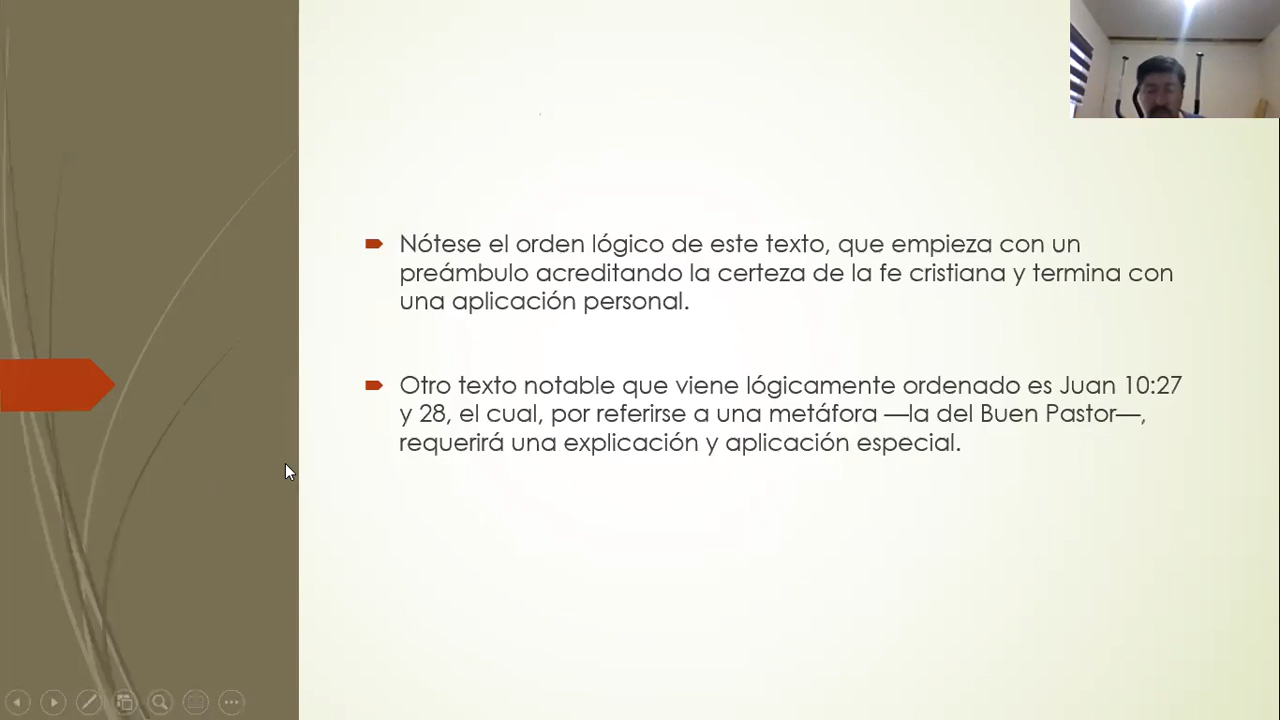 Nótese el orden lógico de este texto, que empieza con un
preámbulo acreditando la certeza de la fe cristiana y termina con
una aplicación personal.
Otro texto notable que viene lógicamente ordenado es Juan 10:27
y 28, el cual, por referirse a una metáfora —la del Buen Pastor—,
requerirá una explicación y aplicación especial.